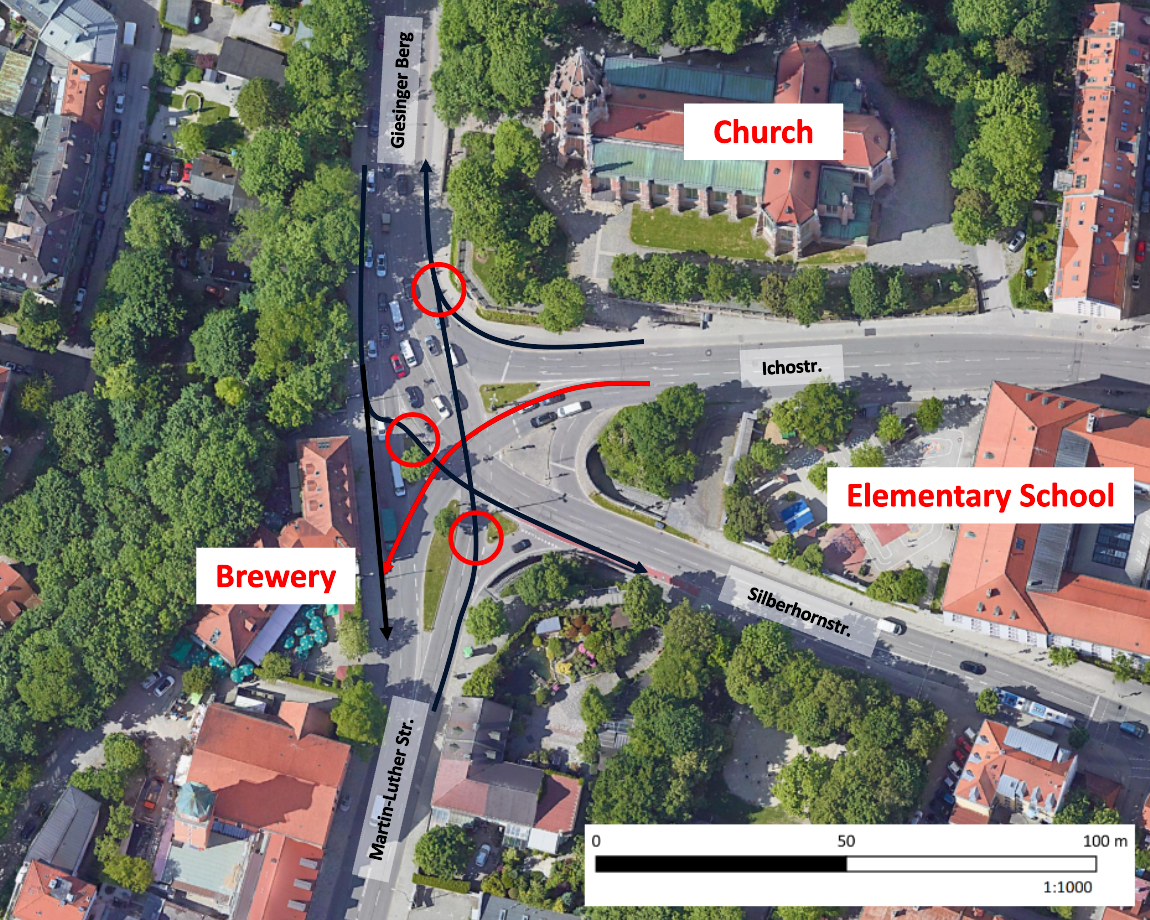 Giesinger Berg
Church
Ichostr.
Elementary School
Brewery
Silberhornstr.
Martin-Luther Str.
0 50 100 m
1:1000